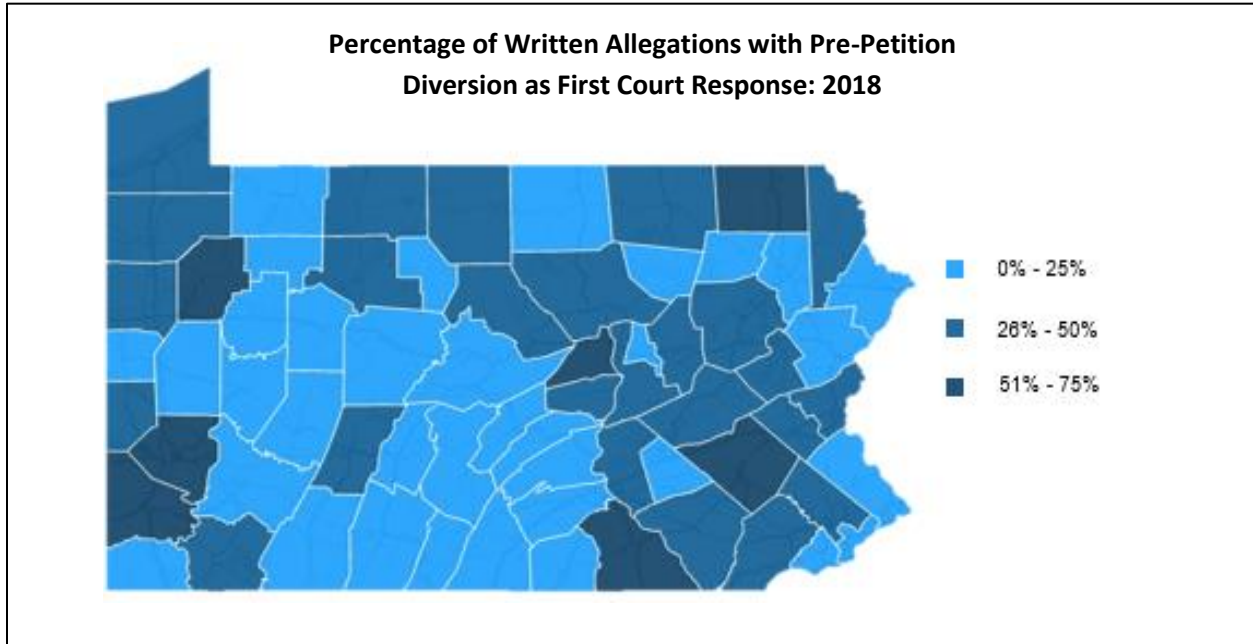 Percentage of Written Allegations with Pre-Petition
Diversion as First Court Response: 2018
0% - 25%
26% - 50%
51% - 75%